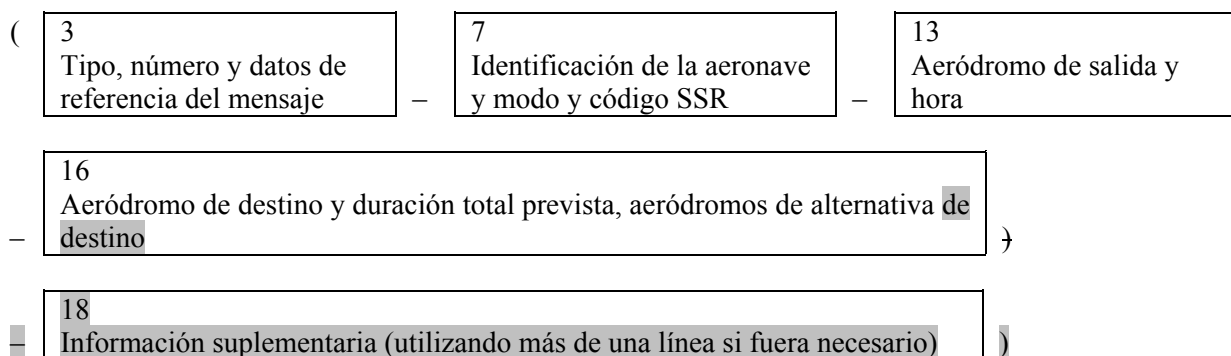 ( 3 7 13
Tipo, número y datos de Identificación de la aeronave Aeródromo de salida y
referencia del mensaje – y modo y código SSR – hora
16
Aeródromo de destino y duración total prevista, aeródromos de alternativa de
– destino )
18
– Información suplementaria (utilizando más de una línea si fuera necesario) )